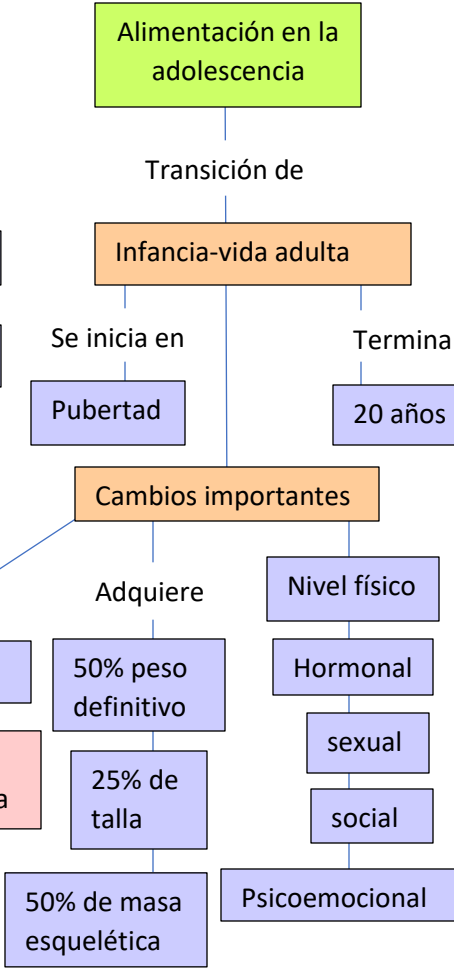 Alimentación en la
adolescencia
Transición de
Infancia-vida adulta
Se inicia en
Termina
Pubertad
20 años
Cambios importantes
Adquiere
Nivel físico
50% peso
definitivo
Hormonal
25% de
talla
sexual
social
50% de masa
esquelética
Psicoemocional